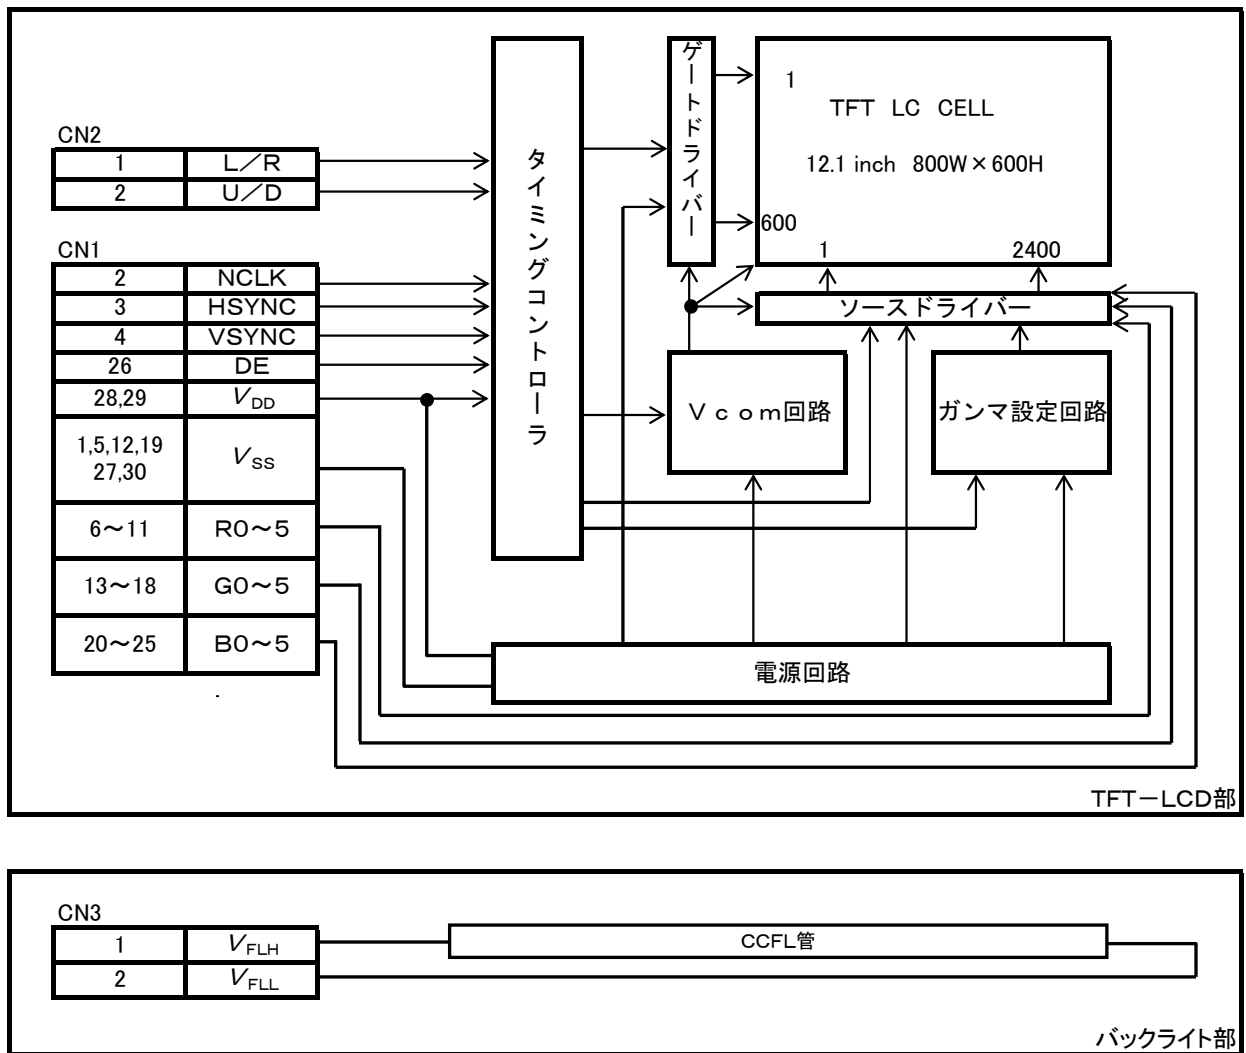 CN2
1 L／R
2 U／D
CN1
2 NCLK
3 HSYNC
4 VSYNC
26 DE
28,29 VDD
1,5,12,19
27,30 VSS
6～11 R0～5
13～18 G0～5
20～25 B0～5
タイミングコントローラ
ゲートドライバー
1
TFT LC CELL
12.1 inch 800W×600H
600
1 2400
ソースドライバー
Ｖｃｏｍ回路
ガンマ設定回路
電源回路
TFT－LCD部
CN3
1 VFLH
2 VFLL
CCFL管
バックライト部